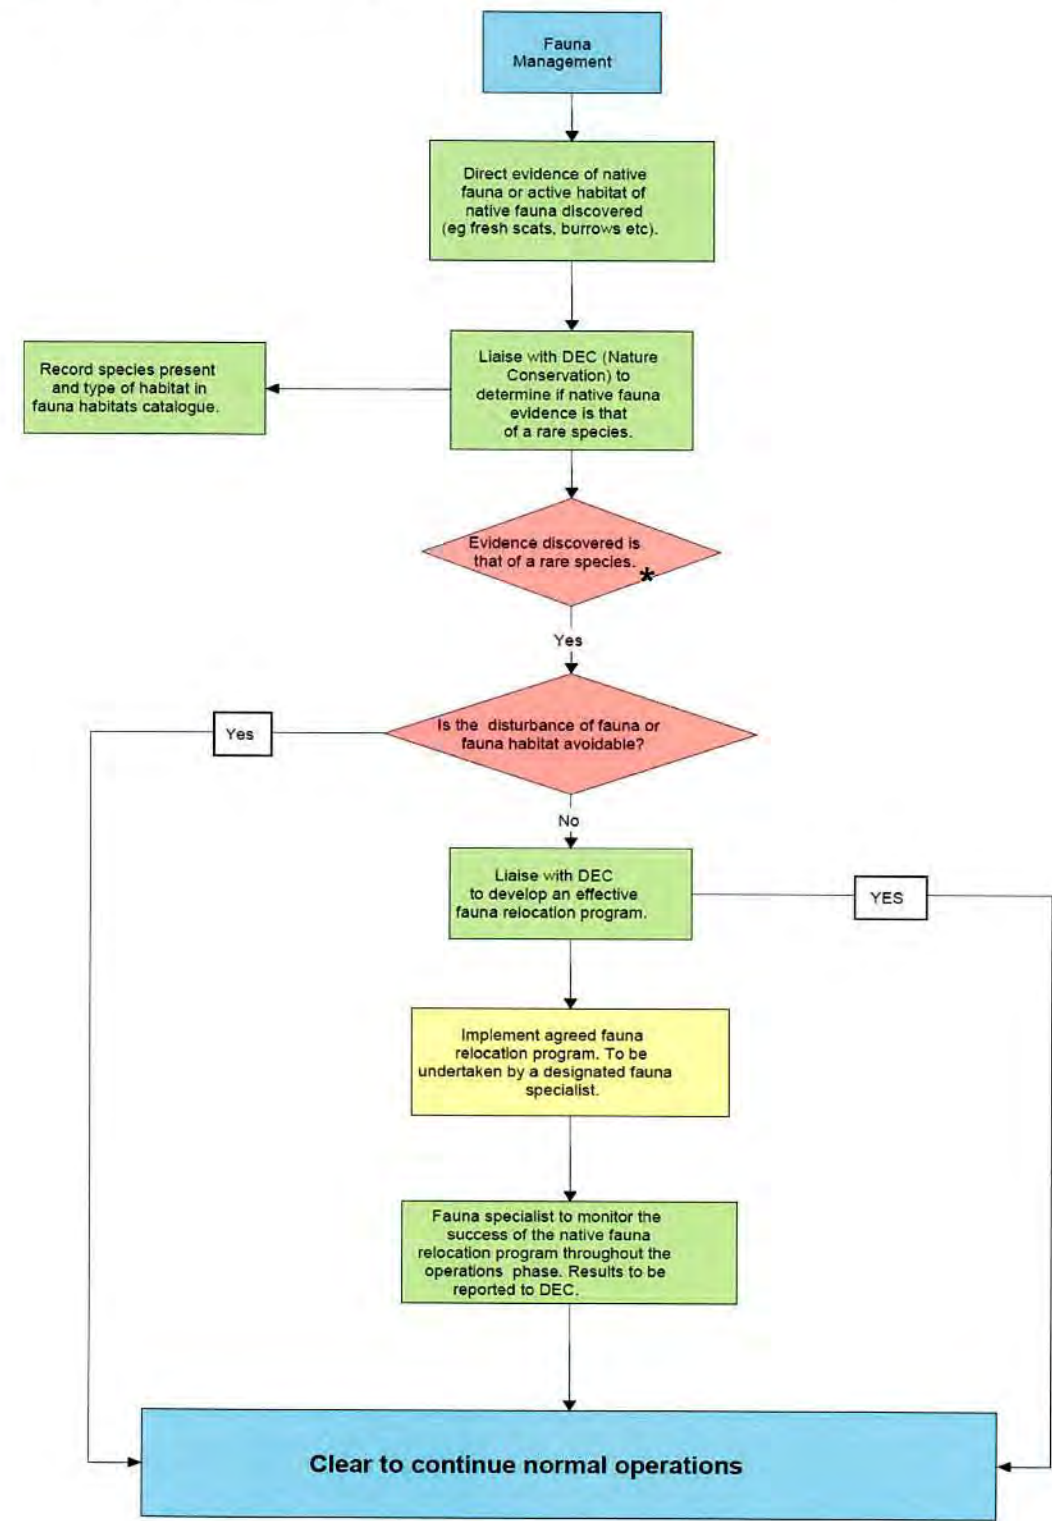 Fauna
Management
Direct evidence of native
fauna or active habitat of
native fauna discovered
(eg fresh scats, burrows etc).
Liaise with DEC (Nature
Conservation) to
determine if native fauna
evidence is that
of a rare species.
Record species present
and type of habitat in
fauna habitats catalogue.
Evidence discovered is
that of a rare species.
*
Yes
Is the disturbance of fauna or
fauna habitat avoidable?
Yes
No
Liaise with DEC
to develop an effective
fauna relocation program.
YES
Implement agreed fauna
relocation program. To be
undertaken by a designated fauna
specialist.
Fauna specialist to monitor the
success of the native fauna
relocation program throughout the
operations phase. Results to be
reported to DEC.
Clear to continue normal operations